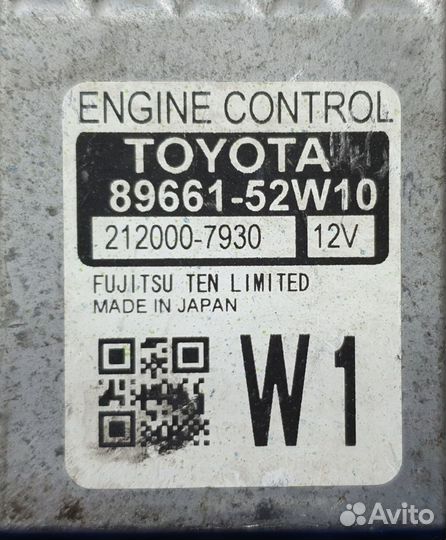 ENGINE CONTROL
TOYOTA
89661-52W10
212000-7930 12V
FUJITSU TEN LIMITED
MADE IN JAPAN
W1
Avito